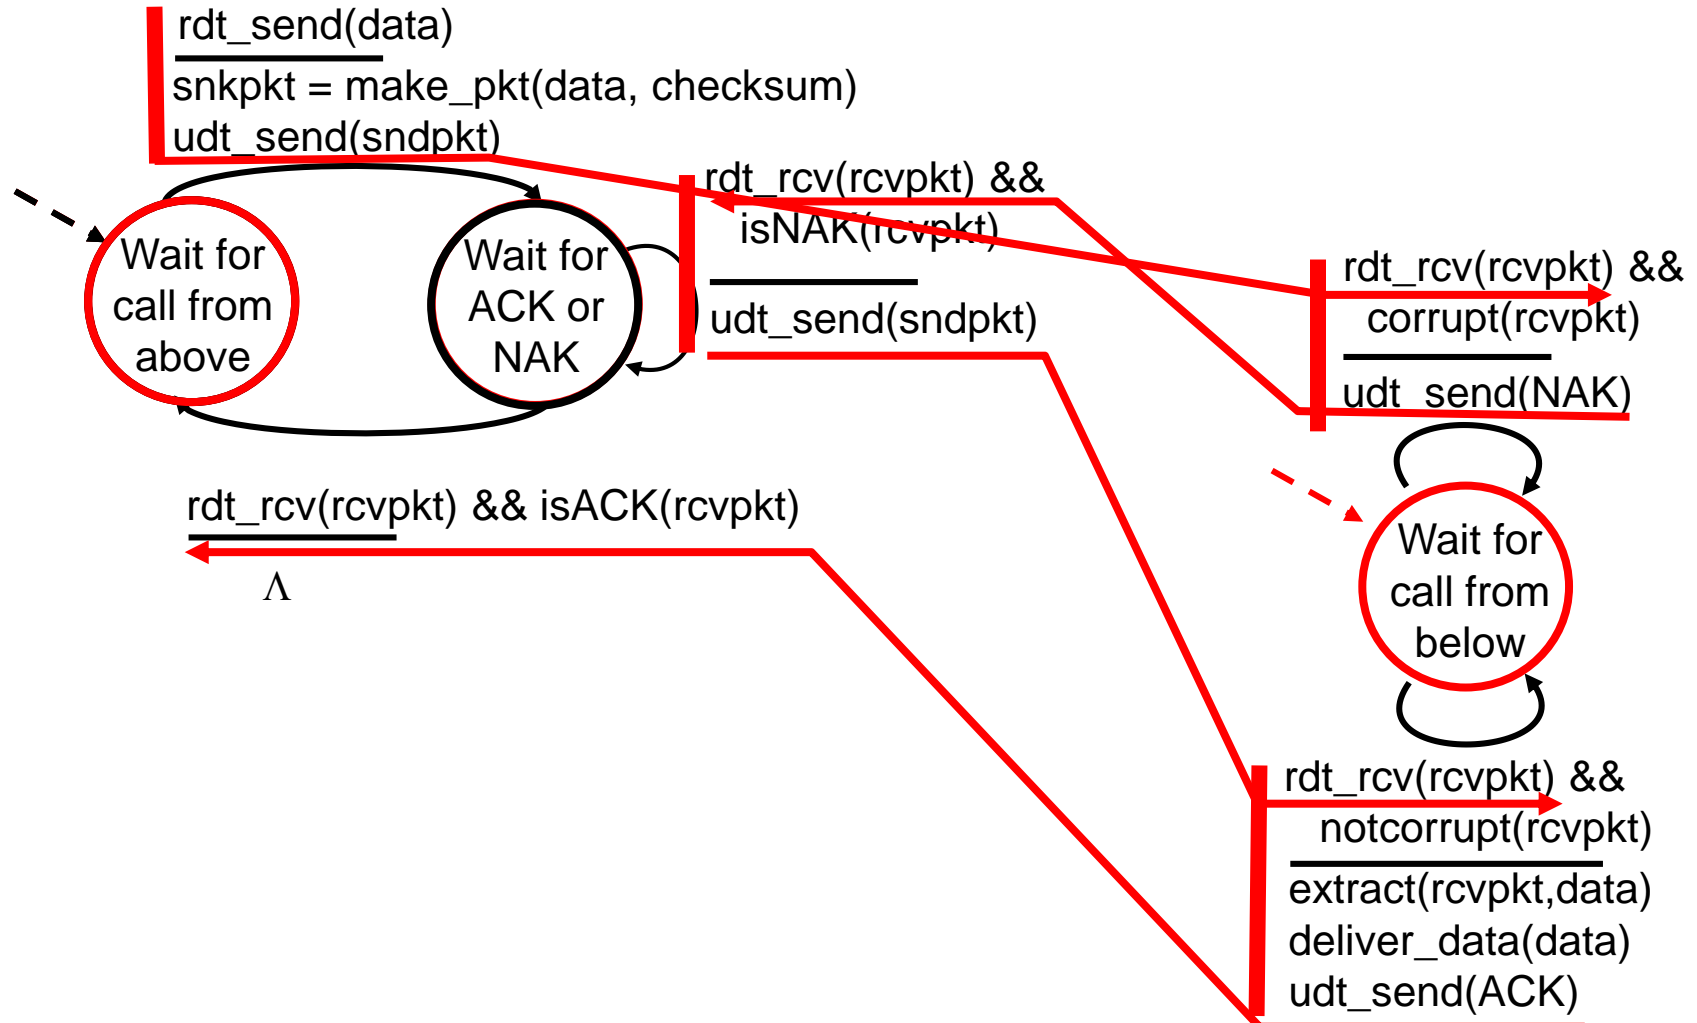 rdt_send(data)
snkpkt = make_pkt(data, checksum)
udt_send(sndpkt)
rdt_rcv(rcvpkt) &&
isNAK(rcvpkt)
udt_send(sndpkt)
Wait for
call from
above
Wait for
ACK or
NAK
rdt_rcv(rcvpkt) && isACK(rcvpkt)
Λ
rdt_rcv(rcvpkt) &&
corrupt(rcvpkt)
udt_send(NAK)
Wait for
call from
below
rdt_rcv(rcvpkt) &&
notcorrupt(rcvpkt)
extract(rcvpkt,data)
deliver_data(data)
udt_send(ACK)